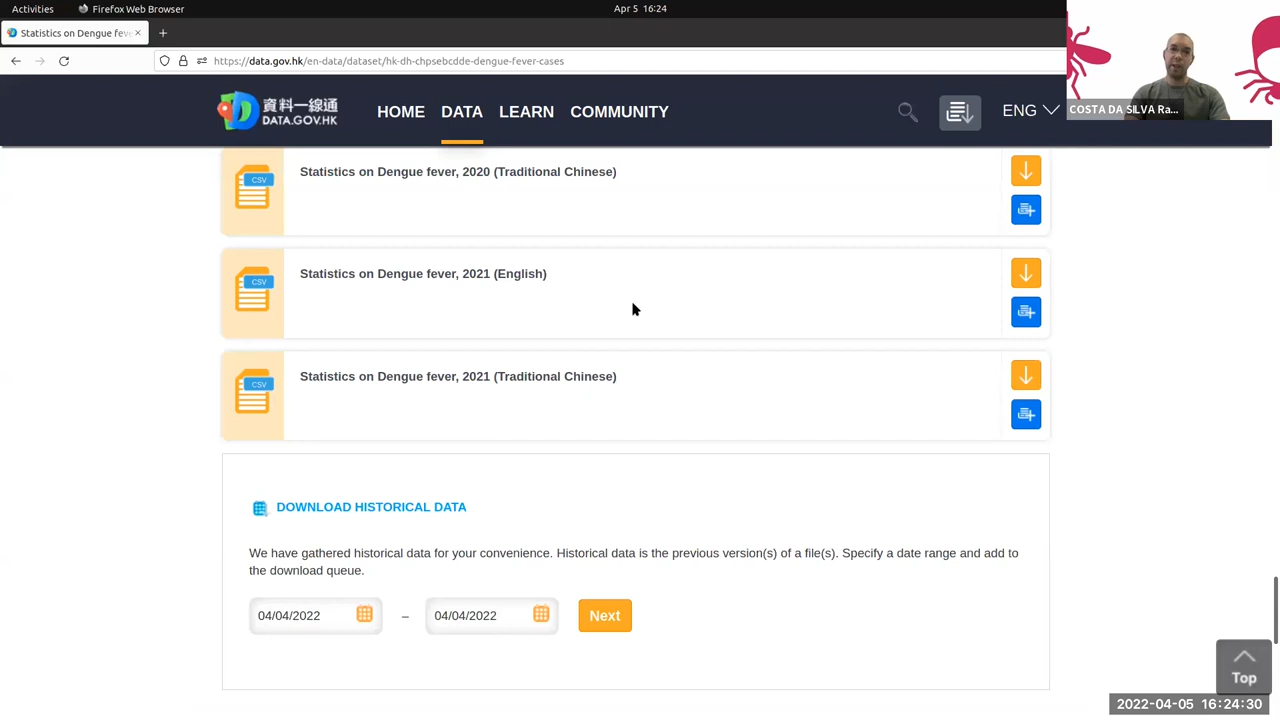 Activities
Firefox Web Browser
Apr 5 16:24
Statistics on Dengue feve
https://data.gov.hk/en-data/dataset/hk-dh-chpsebcdde-dengue-fever-cases
資料一線通
DATA.GOV.HK
HOME
DATA
LEARN
COMMUNITY
ENG
COSTA DA SILVA Ra...
CSV
Statistics on Dengue fever, 2020 (Traditional Chinese)
CSV
Statistics on Dengue fever, 2021 (English)
CSV
Statistics on Dengue fever, 2021 (Traditional Chinese)
DOWNLOAD HISTORICAL DATA
We have gathered historical data for your convenience. Historical data is the previous version(s) of a file(s). Specify a date range and add to
the download queue.
04/04/2022
–
04/04/2022
Next
Top
2022-04-05 16:24:30